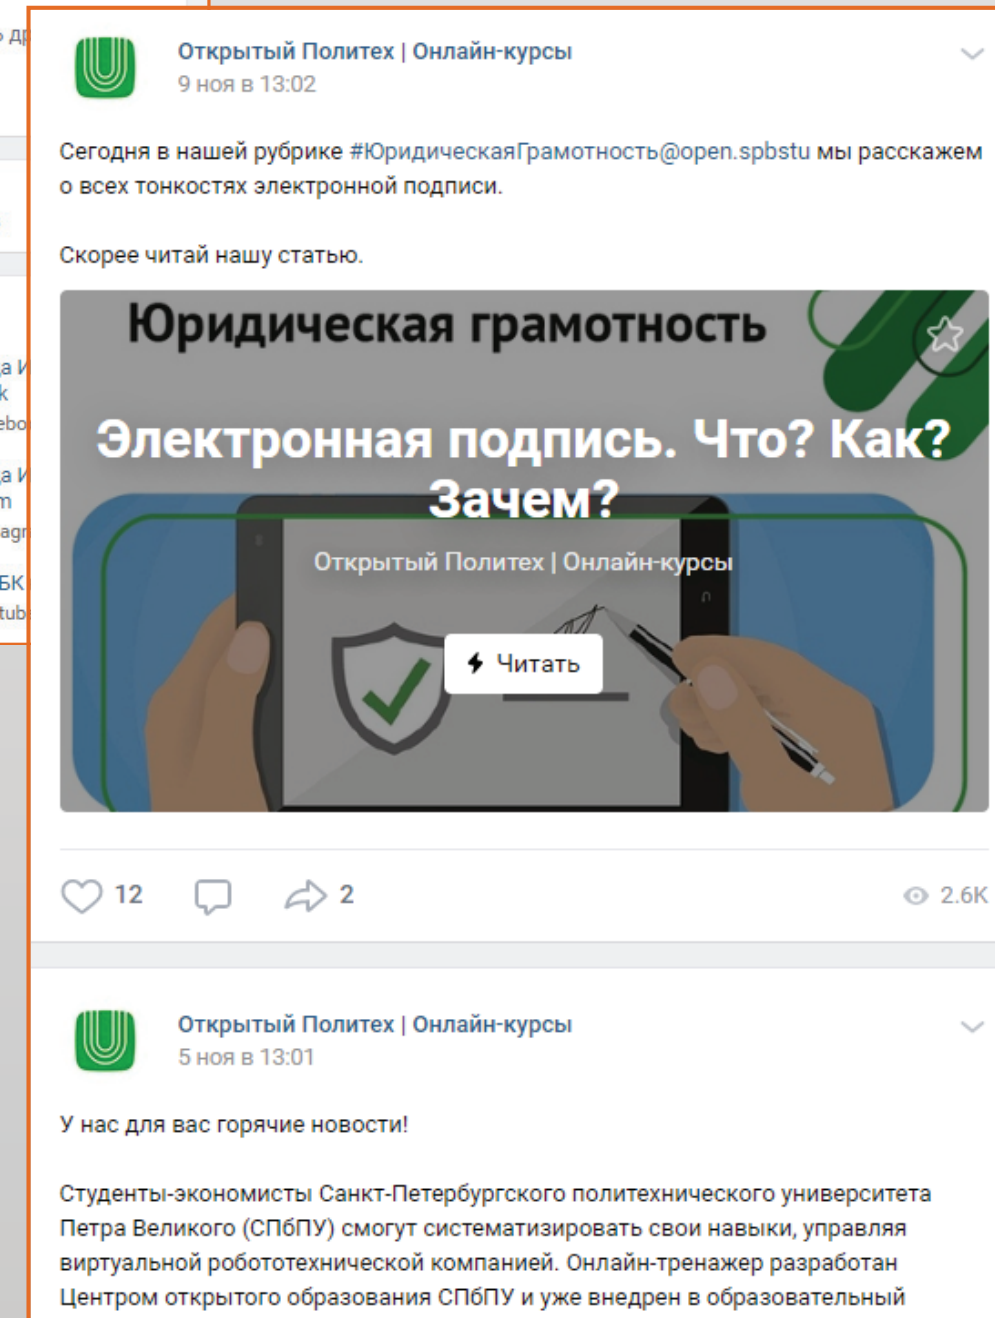 Открытый Политех | Онлайн-курсы
9 ноя в 13:02
Сегодня в нашей рубрике #ЮридическаяГрамотность@open.spbstu мы расскажем
о всех тонкостях электронной подписи.
Скорее читай нашу статью.
Юридическая грамотность
Электронная подпись. Что? Как?
Зачем?
Открытый Политех | Онлайн-курсы
Читать
12
2
2.6K
Открытый Политех | Онлайн-курсы
5 ноя в 13:01
У нас для вас горячие новости!
Студенты-экономисты Санкт-Петербургского политехнического университета
Петра Великого (СПбПУ) смогут систематизировать свои навыки, управляя
виртуальной робототехнической компанией. Онлайн-тренажер разработан
Центром открытого образования СПбПУ и уже внедрен в образовательный